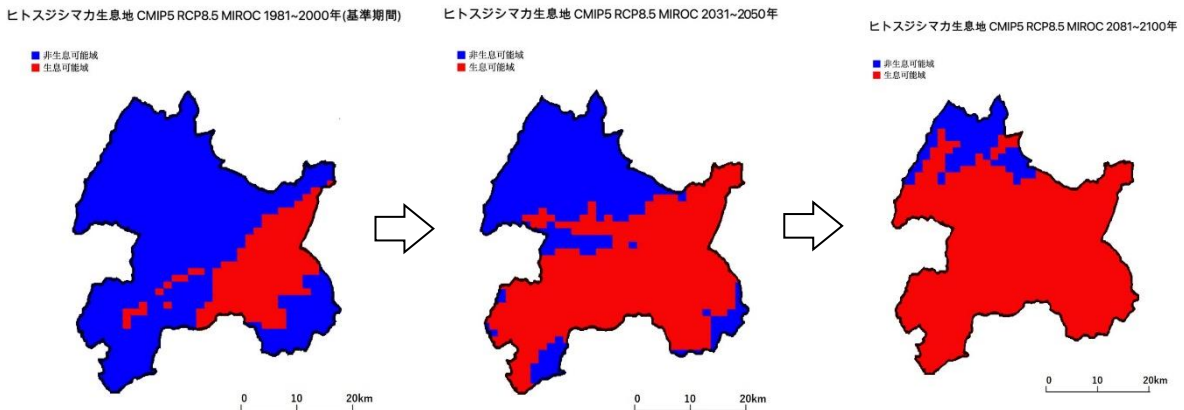 ヒトスジシマカ生息地 CMIP5 RCP8.5 MIROC 1981~2000年(基準期間)
非生息可能域
生息可能域
0 10 20km
ヒトスジシマカ生息地 CMIP5 RCP8.5 MIROC 2031~2050年
非生息可能域
生息可能域
0 10 20km
ヒトスジシマカ生息地 CMIP5 RCP8.5 MIROC 2081~2100年
非生息可能域
生息可能域
0 10 20km